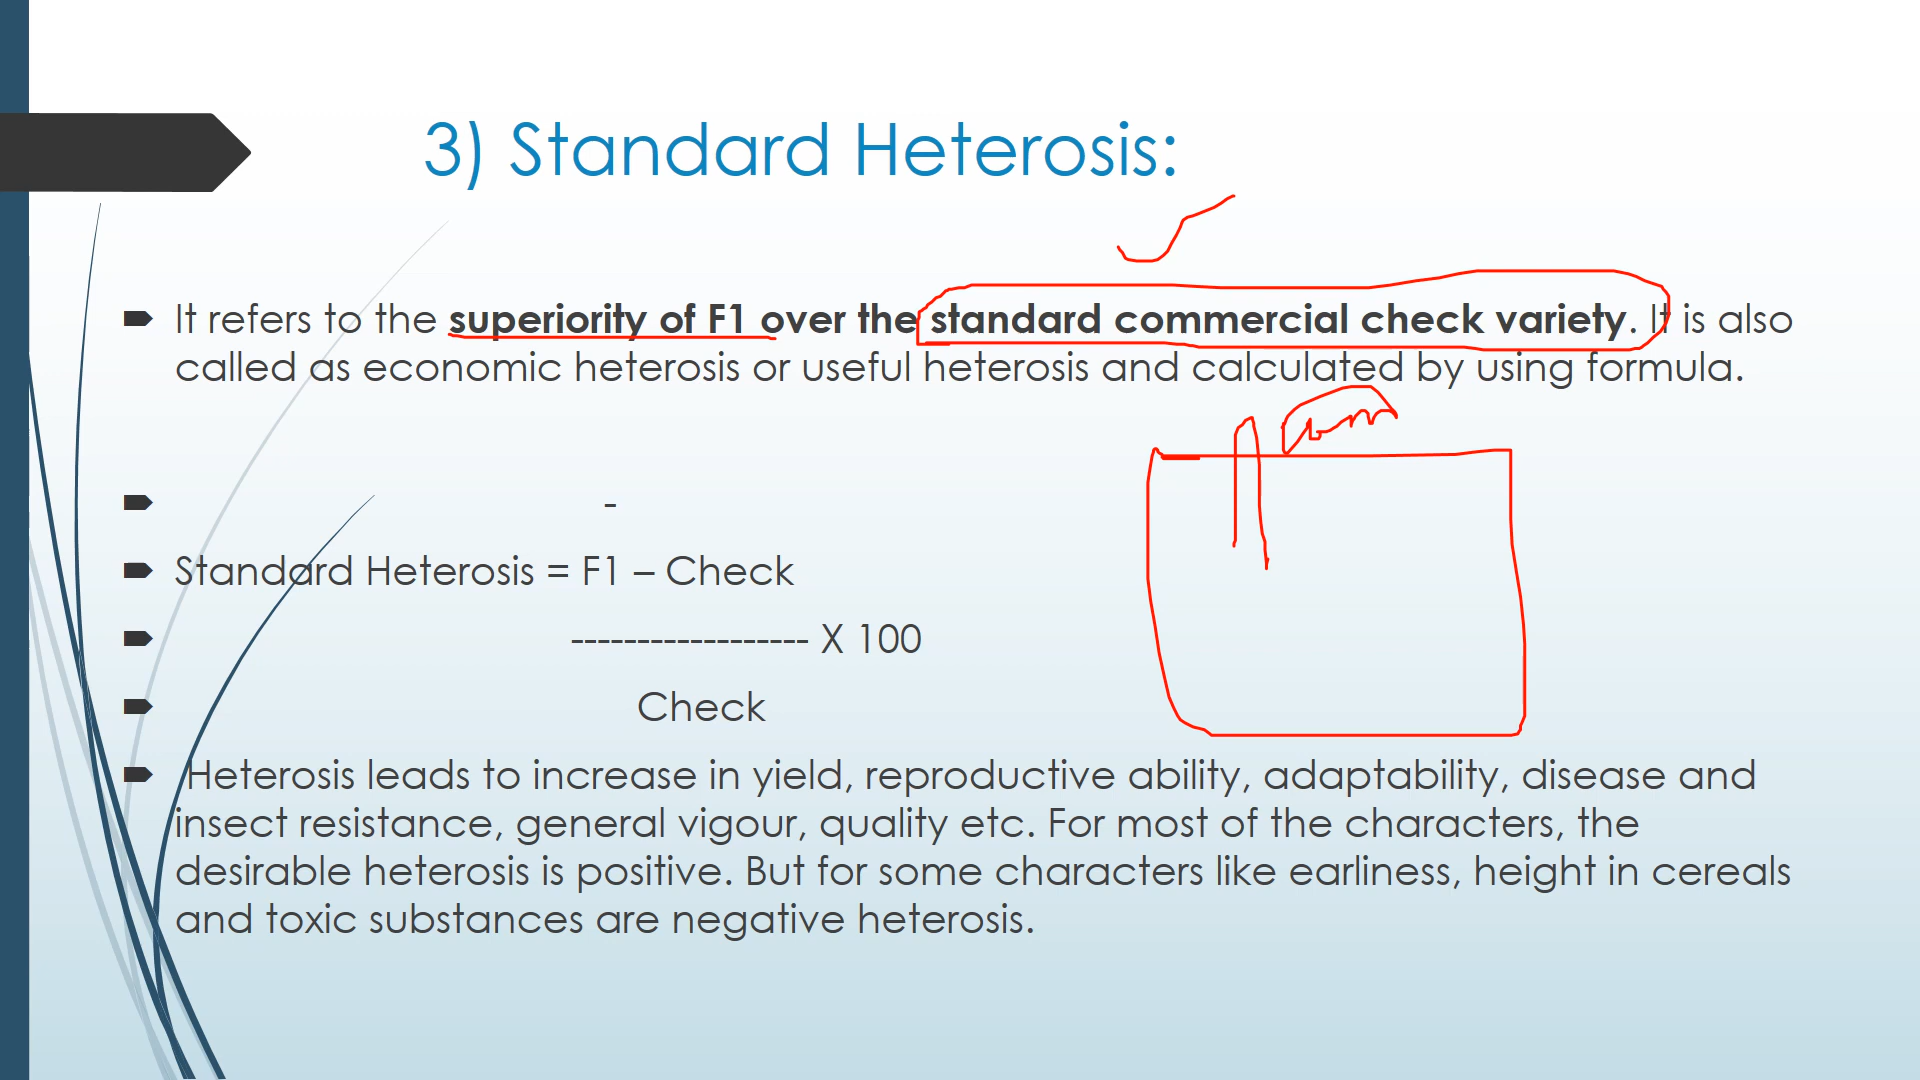 3) Standard Heterosis:
It refers to the superiority of F1 over the standard commercial check variety. It is also
called as economic heterosis or useful heterosis and calculated by using formula.
-
Standard Heterosis = F1 – Check
------------------ X 100
Check
Heterosis leads to increase in yield, reproductive ability, adaptability, disease and
insect resistance, general vigour, quality etc. For most of the characters, the
desirable heterosis is positive. But for some characters like earliness, height in cereals
and toxic substances are negative heterosis.